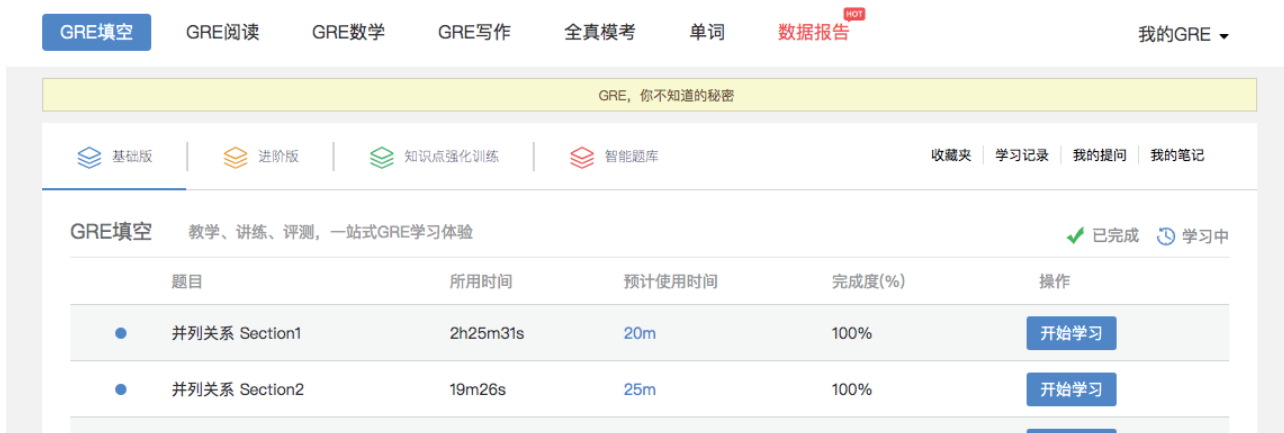 GRE填空 GRE阅读 GRE数学 GRE写作 全真模考 单词 数据报告 HOT 我的GRE
GRE，你不知道的秘密
基础版 进阶版 知识点强化训练 智能题库 收藏夹 学习记录 我的提问 我的笔记
GRE填空 教学、讲练、评测，一站式GRE学习体验 已完成 学习中
题目 所用时间 预计使用时间 完成度(%) 操作
并列关系 Section1 2h25m31s 20m 100% 开始学习
并列关系 Section2 19m26s 25m 100% 开始学习